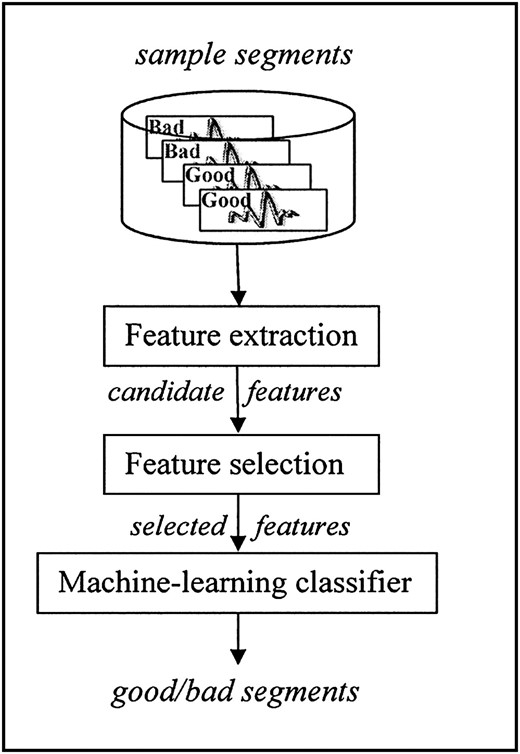 sample segments
Bad
Bad
Good
Good
Feature extraction
candidate features
Feature selection
selected features
Machine-learning classifier
good/bad segments